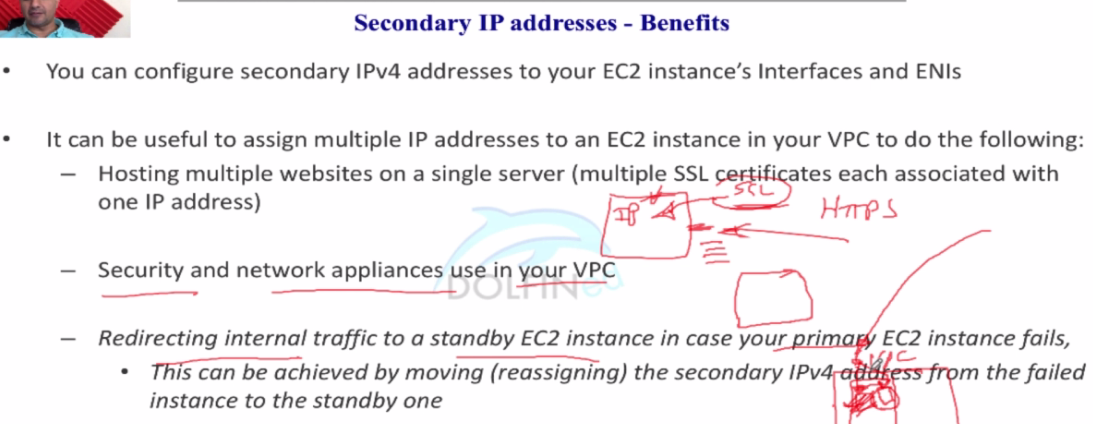 Secondary IP addresses - Benefits
• You can configure secondary IPv4 addresses to your EC2 instance's Interfaces and ENIs
• It can be useful to assign multiple IP addresses to an EC2 instance in your VPC to do the following:
– Hosting multiple websites on a single server (multiple SSL certificates each associated with
one IP address)
SSL
IP
HTTPS
– Security and network appliances use in your VPC
DOLFIN
– Redirecting internal traffic to a standby EC2 instance in case your primary EC2 instance fails,
• This can be achieved by moving (reassigning) the secondary IPv4 address from the failed
instance to the standby one